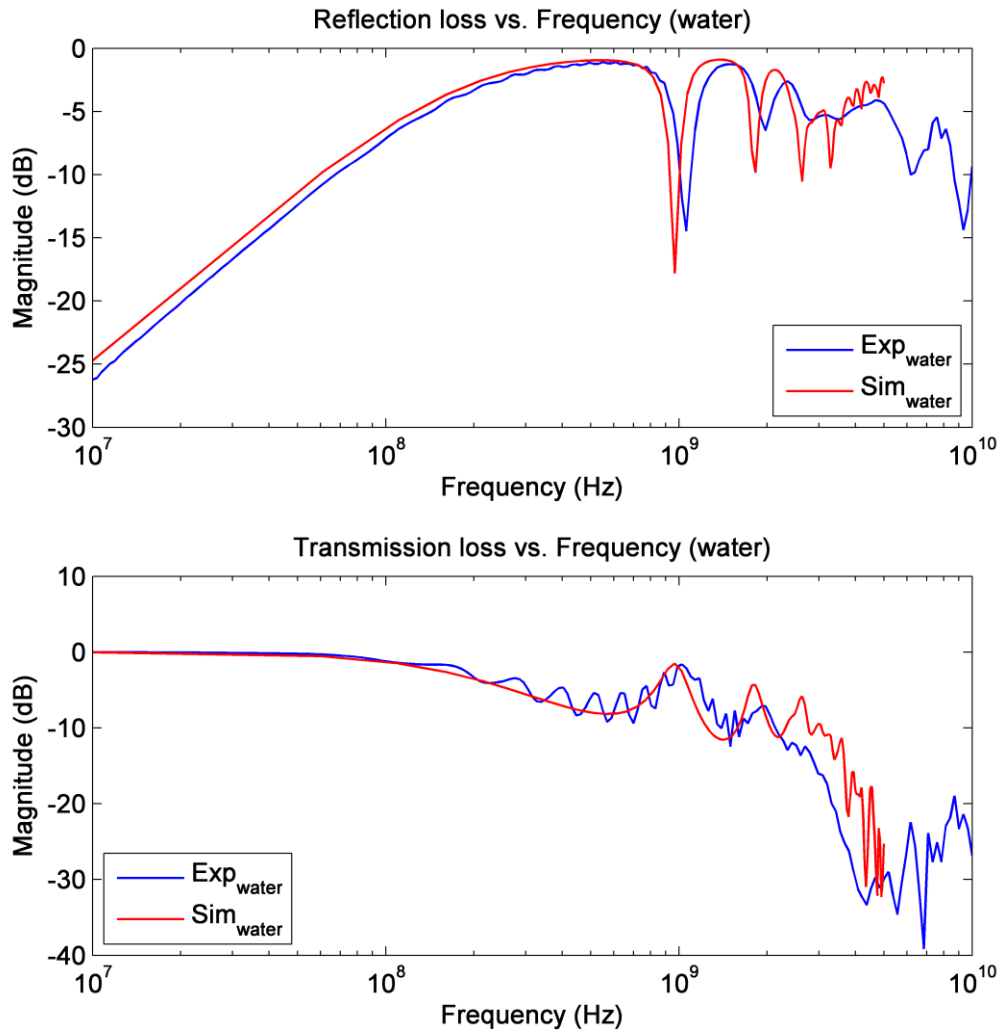 Reflection loss vs. Frequency (water)
Magnitude (dB)
0
-5
-10
-15
-20
-25
-30
10^7
10^8
10^9
10^10
Frequency (Hz)
Exp_water
Sim_water
Transmission loss vs. Frequency (water)
Magnitude (dB)
10
0
-10
-20
-30
-40
10^7
10^8
10^9
10^10
Frequency (Hz)
Exp_water
Sim_water